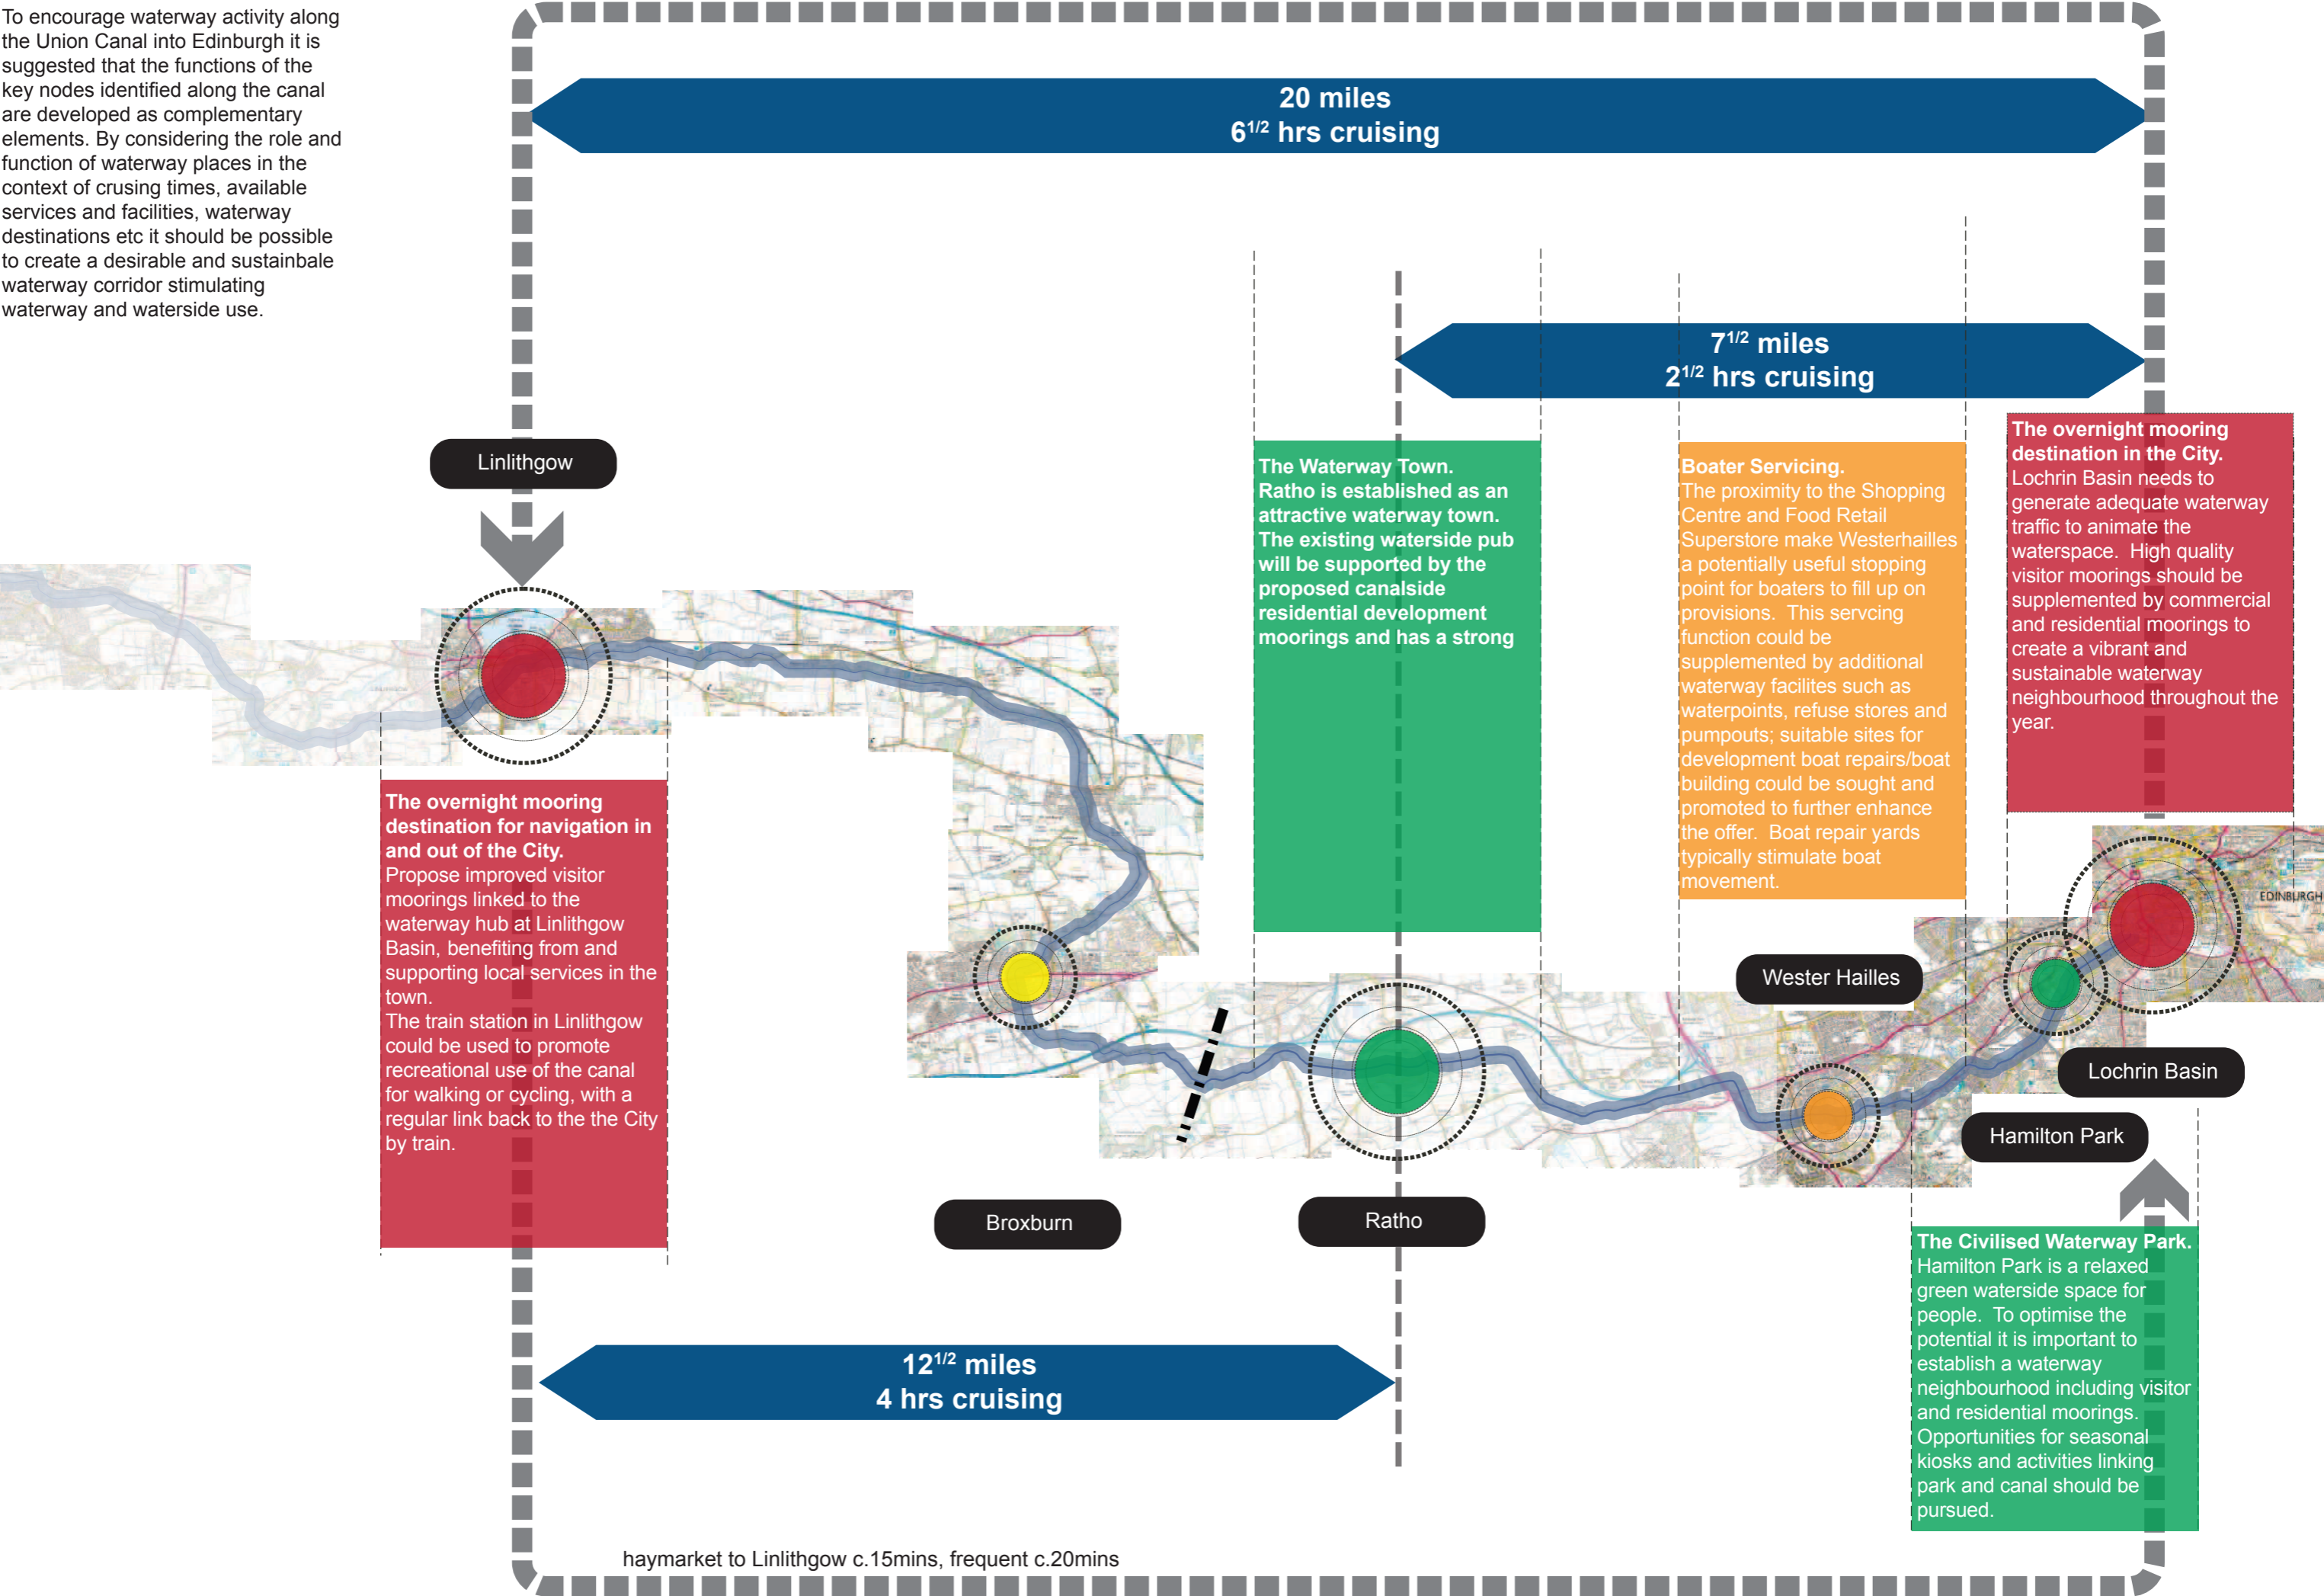 To encourage waterway activity along
the Union Canal into Edinburgh it is
suggested that the functions of the
key nodes identified along the canal
are developed as complementary
elements. By considering the role and
function of waterway places in the
context of crusing times, available
services and facilities, waterway
destinations etc it should be possible
to create a desirable and sustainbale
waterway corridor stimulating
waterway and waterside use.
20 miles
6 1/2 hrs cruising
7 1/2 miles
2 1/2 hrs cruising
Linlithgow
The Waterway Town.
Ratho is established as an
attractive waterway town.
The existing waterside pub
will be supported by the
proposed canalside
residential development
moorings and has a strong
Boater Servicing.
The proximity to the Shopping
Centre and Food Retail
Superstore make Westerhailles
a potentially useful stopping
point for boaters to fill up on
provisions. This servcing
function could be
supplemented by additional
waterway facilites such as
waterpoints, refuse stores and
pumpouts; suitable sites for
development boat repairs/boat
building could be sought and
promoted to further enhance
the offer. Boat repair yards
typically stimulate boat
movement.
The overnight mooring
destination in the City.
Lochrin Basin needs to
generate adequate waterway
traffic to animate the
waterspace. High quality
visitor moorings should be
supplemented by commercial
and residential moorings to
create a vibrant and
sustainable waterway
neighbourhood throughout the
year.
The overnight mooring
destination for navigation in
and out of the City.
Propose improved visitor
moorings linked to the
waterway hub at Linlithgow
Basin, benefiting from and
supporting local services in the
town.
The train station in Linlithgow
could be used to promote
recreational use of the canal
for walking or cycling, with a
regular link back to the the City
by train.
EDINBURGH
Wester Hailles
Lochrin Basin
Hamilton Park
Broxburn
Ratho
The Civilised Waterway Park.
Hamilton Park is a relaxed
green waterside space for
people. To optimise the
potential it is important to
establish a waterway
neighbourhood including visitor
and residential moorings.
Opportunities for seasonal
kiosks and activities linking
park and canal should be
pursued.
12 1/2 miles
4 hrs cruising
haymarket to Linlithgow c.15mins, frequent c.20mins